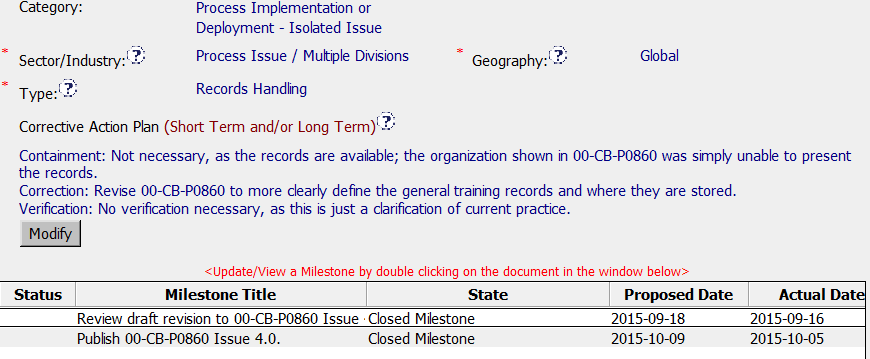 Category: Process Implementation or
Deployment - Isolated Issue
* Sector/Industry: ? Process Issue / Multiple Divisions * Geography: ? Global
* Type: ? Records Handling
Corrective Action Plan (Short Term and/or Long Term) ?
Containment: Not necessary, as the records are available; the organization shown in 00-CB-P0860 was simply unable to present
the records.
Correction: Revise 00-CB-P0860 to more clearly define the general training records and where they are stored.
Verification: No verification necessary, as this is just a clarification of current practice.
Modify
<Update/View a Milestone by double clicking on the document in the window below>
Status Milestone Title State Proposed Date Actual Date
Review draft revision to 00-CB-P0860 Issue Closed Milestone 2015-09-18 2015-09-16
Publish 00-CB-P0860 Issue 4.0. Closed Milestone 2015-10-09 2015-10-05